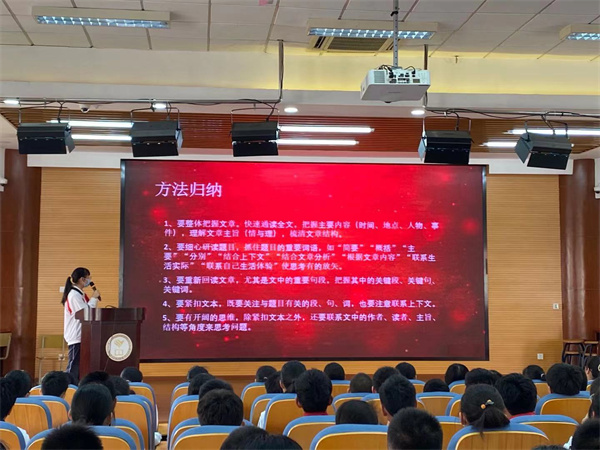 方法归纳
1、要整体把握文章。快速通读全文，把握主要内容（时间、地点、人物、事
件），理解文章主旨（情与理），梳清文章结构。
2、要细心研读题目。抓住题目的重要词语，如“简要”“概括”“主
要”“分别”“结合上下文”“结合文章分析”“根据文章内容”“联系生
活实际”“联系自己生活体验”使思考有的放矢。
3、要重新回读文章，尤其是文中的重要句段，把握其中的关键段、关键句、
关键词。
4、要紧扣文本，既要关注与题目有关的段、句、词，也要注意联系上下文。
5、要有开阔的思维。除紧扣文本之外，还要联系文中的作者、读者、主旨、
结构等角度来思考问题。